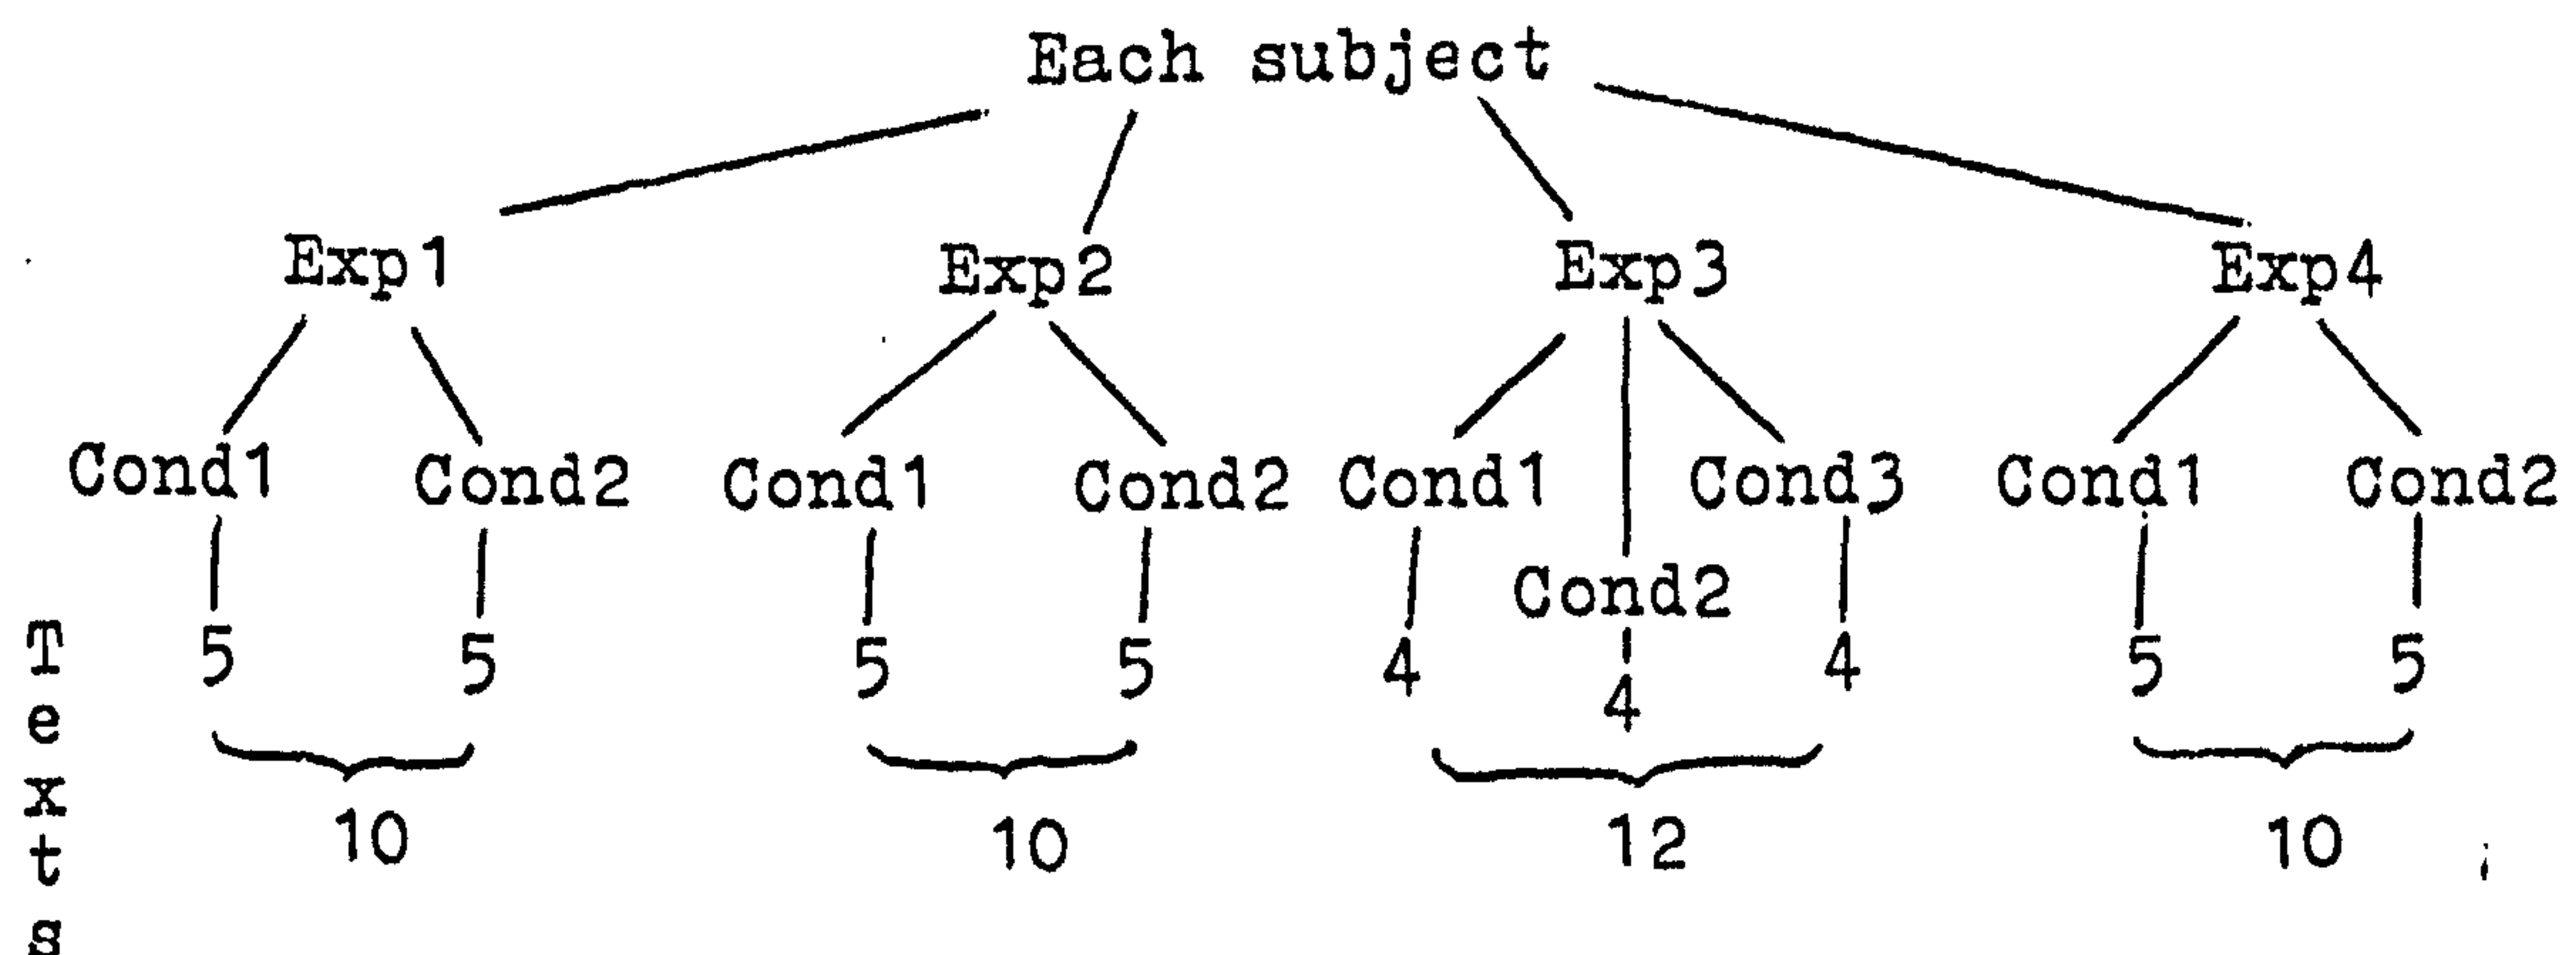 Each subject
Exp1 Exp2 Exp3 Exp4
Cond1 Cond2 Cond1 Cond2 Cond1 Cond3 Cond1 Cond2
Cond2
5 5 5 5 4 4 5 5
4
10 10 12 10
Texts